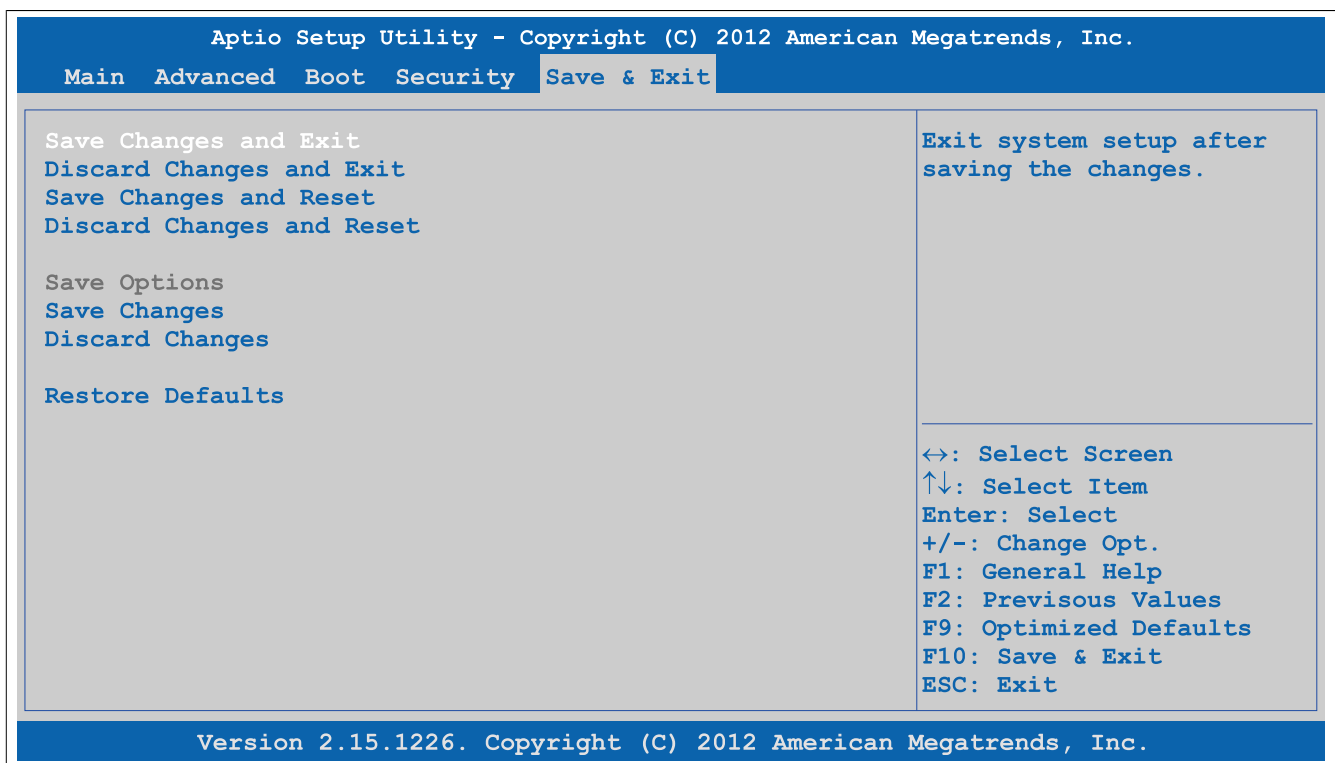 Aptio Setup Utility - Copyright (C) 2012 American Megatrends, Inc.
Main Advanced Boot Security Save & Exit
Save Changes and Exit
Discard Changes and Exit
Save Changes and Reset
Discard Changes and Reset
Save Options
Save Changes
Discard Changes
Restore Defaults
Exit system setup after
saving the changes.
↔: Select Screen
↑↓: Select Item
Enter: Select
+/-: Change Opt.
F1: General Help
F2: Previsous Values
F9: Optimized Defaults
F10: Save & Exit
ESC: Exit
Version 2.15.1226. Copyright (C) 2012 American Megatrends, Inc.